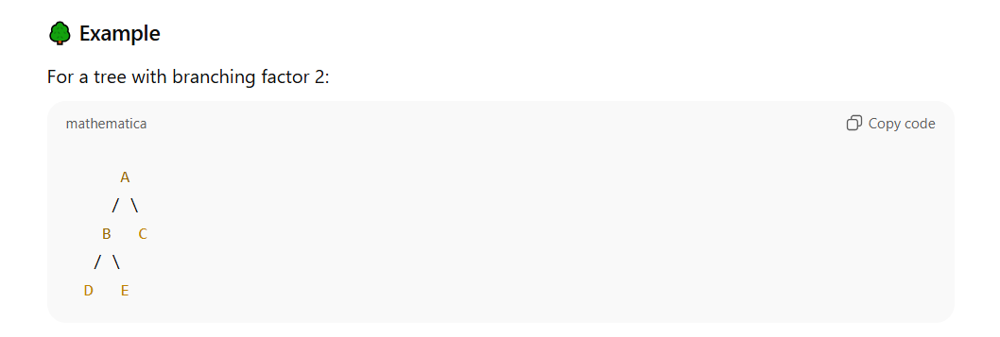 🌳 Example
For a tree with branching factor 2:
mathematica
Copy code
      A
     / \
    B   C
   / \
  D   E